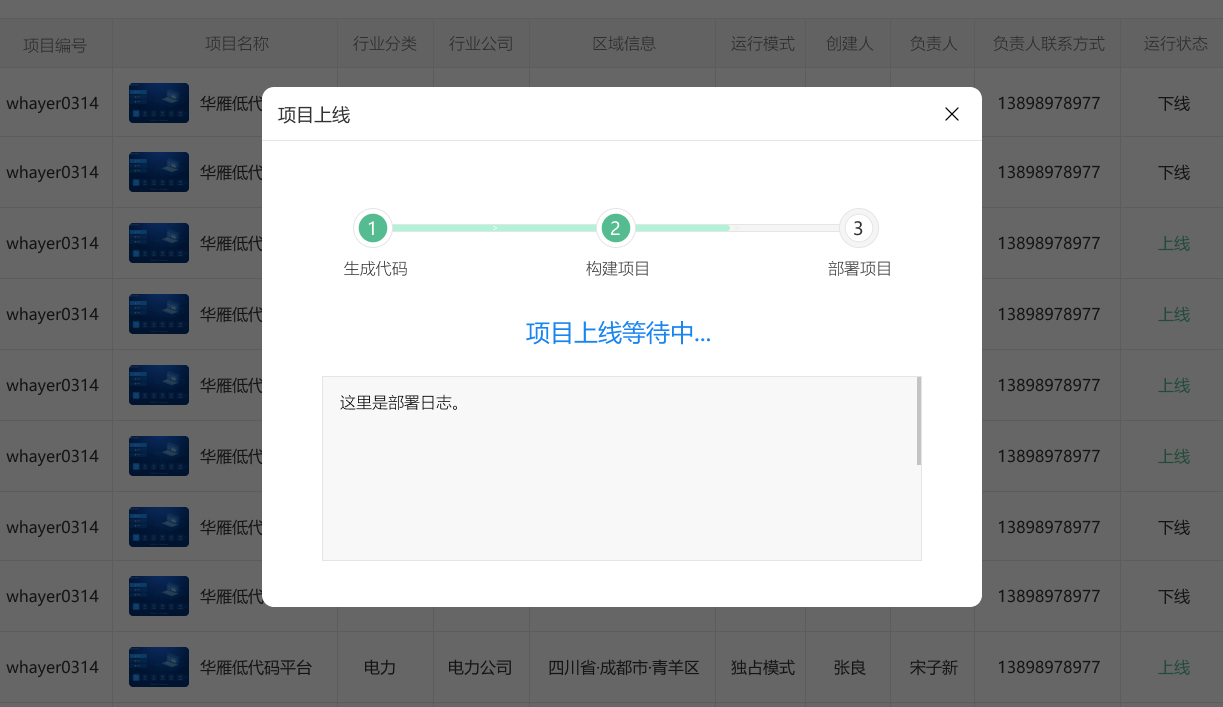 项目编号 项目名称 行业分类 行业公司 区域信息 运行模式 创建人 负责人 负责人联系方式 运行状态
whayer0314 华雁低代 13898978977 下线
项目上线
whayer0314 华雁低代 13898978977 下线
1 2 3
whayer0314 华雁低代 13898978977 上线
生成代码 构建项目 部署项目
whayer0314 华雁低代 13898978977 上线
项目上线等待中...
whayer0314 华雁低代 13898978977 上线
这里是部署日志。
whayer0314 华雁低代 13898978977 上线
whayer0314 华雁低代 13898978977 下线
whayer0314 华雁低代 13898978977 下线
whayer0314 华雁低代码平台 电力 电力公司 四川省·成都市·青羊区 独占模式 张良 宋子新 13898978977 上线